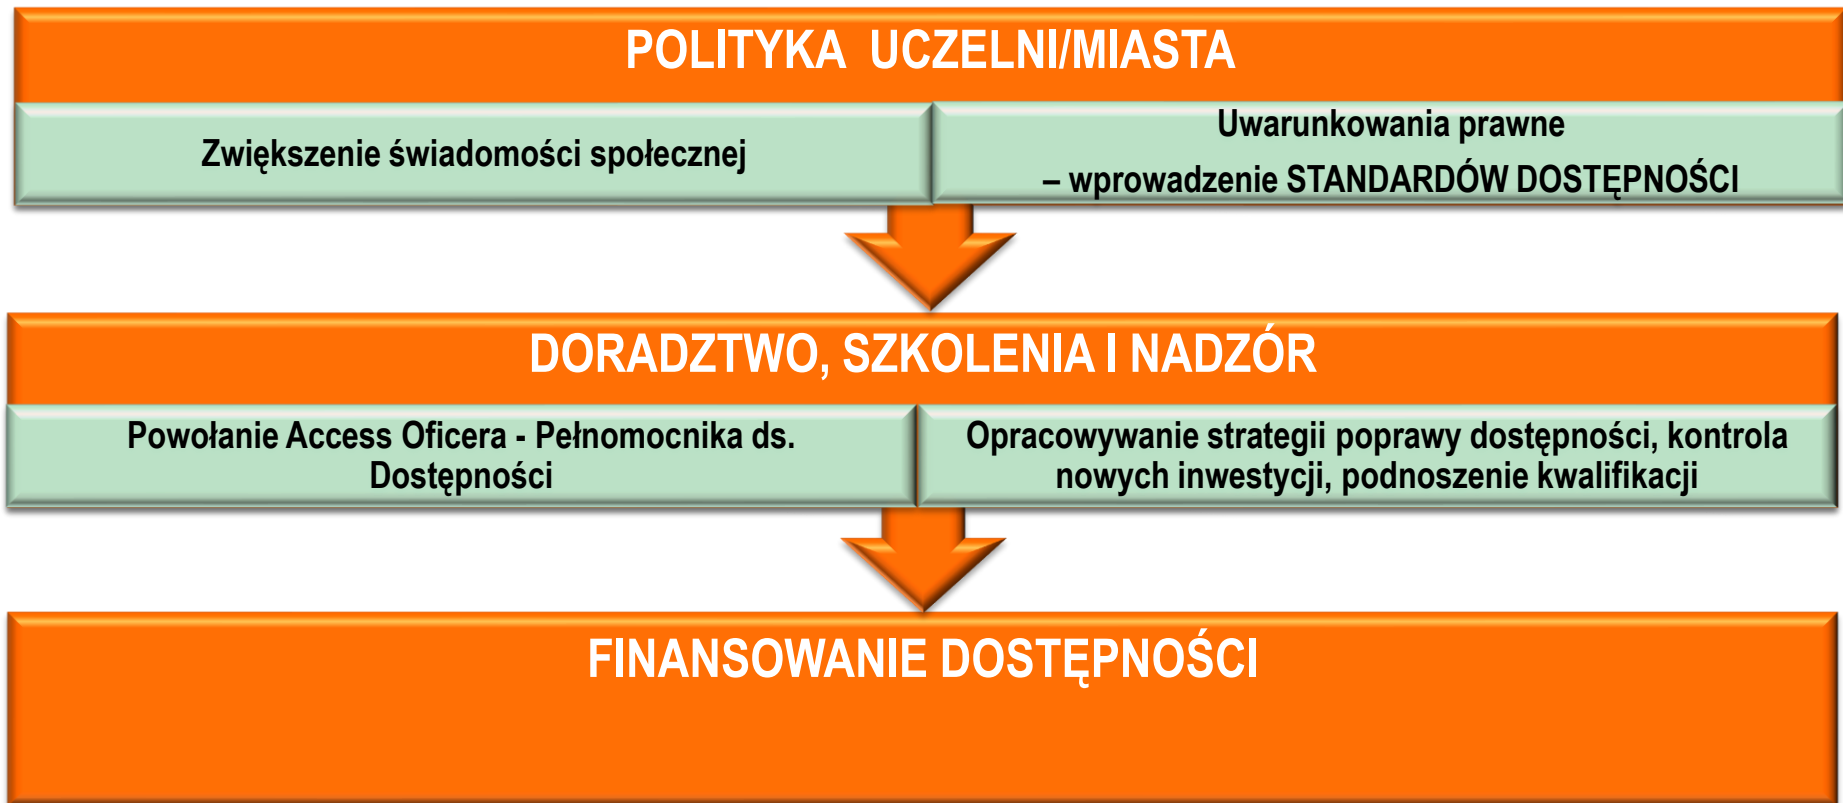 POLITYKA UCZELNI/MIASTA
Zwiększenie świadomości społecznej
Uwarunkowania prawne
– wprowadzenie STANDARDÓW DOSTĘPNOŚCI
DORADZTWO, SZKOLENIA I NADZÓR
Powołanie Access Oficera - Pełnomocnika ds.
Dostępności
Opracowywanie strategii poprawy dostępności, kontrola
nowych inwestycji, podnoszenie kwalifikacji
FINANSOWANIE DOSTĘPNOŚCI